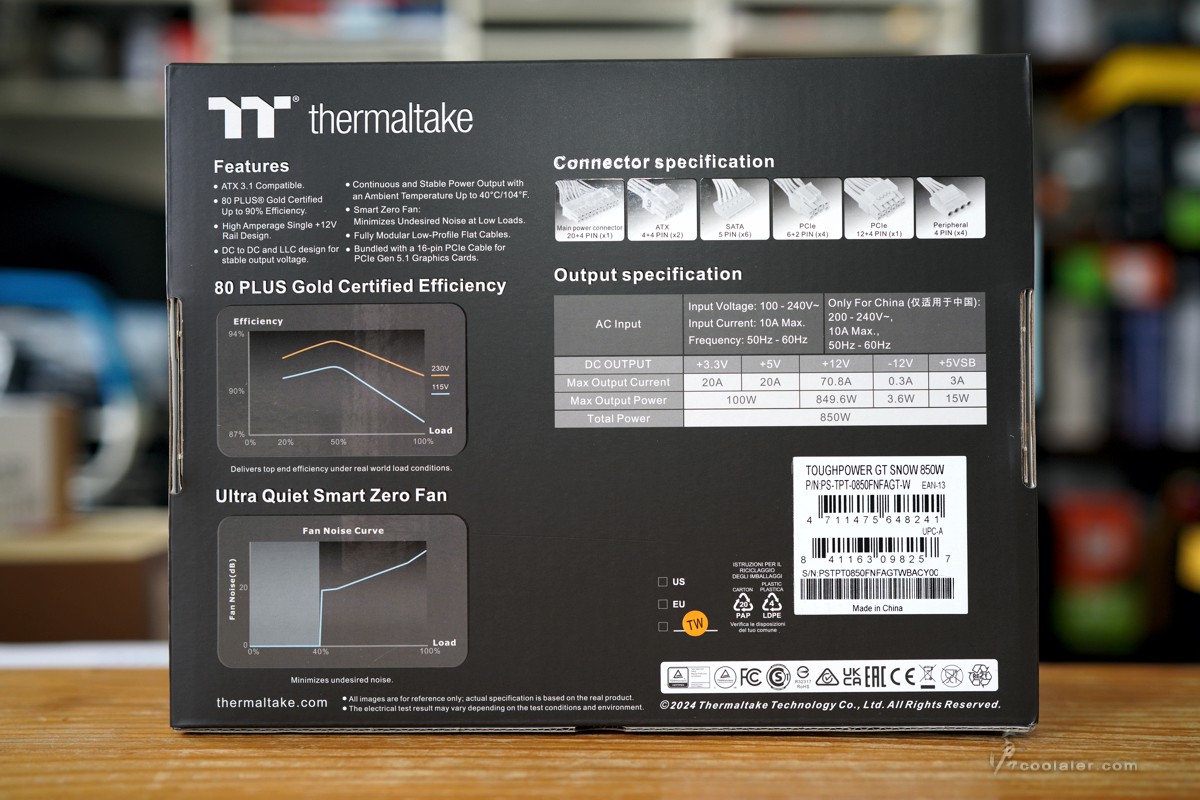 thermaltake
Features
• ATX 3.1 Compatible.
• 80 PLUS® Gold Certified
Up to 90% Efficiency.
• High Amperage Single +12V
Rail Design.
• DC to DC and LLC design for
stable output voltage.
• Continuous and Stable Power Output with
an Ambient Temperature Up to 40°C/104°F.
• Smart Zero Fan:
Minimizes Undesired Noise at Low Loads.
• Fully Modular Low-Profile Flat Cables.
• Bundled with a 16-pin PCIe Cable for
PCIe Gen 5.1 Graphics Cards.
80 PLUS Gold Certified Efficiency
Efficiency
94%
90%
87%
230V
115V
Load
0% 20% 50% 100%
Delivers top end efficiency under real world load conditions.
Ultra Quiet Smart Zero Fan
Fan Noise Curve
Fan Noise(dB)
20
0
Load
0% 40% 100%
Minimizes undesired noise.
thermaltake.com
• All images are for reference only; actual specification is based on the real product.
• The electrical test result may vary depending on the test conditions and environment.
Connector specification
Main power connector
20+4 PIN (x1)
ATX
4+4 PIN (x2)
SATA
5 PIN (x6)
PCIe
6+2 PIN (x4)
PCIe
12+4 PIN (x1)
Peripheral
4 PIN (x4)
Output specification
AC Input
Input Voltage: 100 - 240V~
Input Current: 10A Max.
Frequency: 50Hz - 60Hz
Only For China (仅适用于中国):
200 - 240V~,
10A Max.,
50Hz - 60Hz
DC OUTPUT +3.3V +5V +12V -12V +5VSB
Max Output Current 20A 20A 70.8A 0.3A 3A
Max Output Power 100W 849.6W 3.6W 15W
Total Power 850W
TOUGHPOWER GT SNOW 850W
P/N:PS-TPT-0850FNFAGT-W EAN-13
4 711475 648241
UPC-A
8 41163 09825 7
S/N:PSTPT0850FNFAGTWBACY0C
Made in China
US
EU
TW
ISTRUZIONI PER IL
RICICLAGGIO
DEGLI IMBALLAGGI
CARTON
20
PAP
PLASTIC
PLASTICA
4
LDPE
Verifica le disposizioni
del tuo comune
FC S R33317 RoHS UK CA EAC CE
©2024 Thermaltake Technology Co., Ltd. All Rights Reserved.
coolaler.com